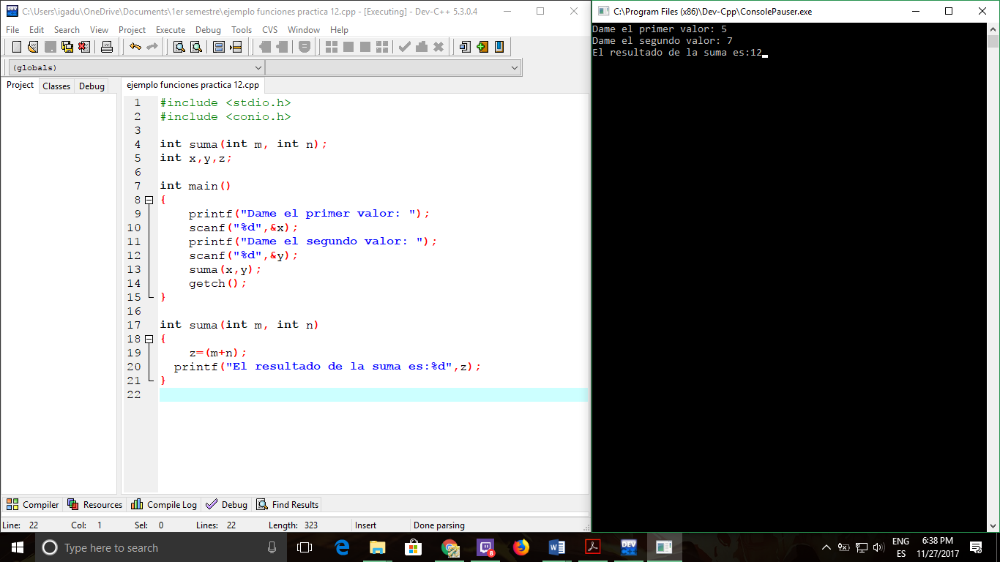 C:\Users\igadu\OneDrive\Documents\1er semestre\ejemplo funciones practica 12.cpp - [Executing] - Dev-C++ 5.3.0.4
File Edit Search View Project Execute Debug Tools CVS Window Help
(globals)
Project Classes Debug
ejemplo funciones practica 12.cpp
1 #include <stdio.h>
2 #include <conio.h>
3
4 int suma(int m, int n);
5 int x,y,z;
6
7 int main()
8 {
9 printf("Dame el primer valor: ");
10 scanf("%d",&x);
11 printf("Dame el segundo valor: ");
12 scanf("%d",&y);
13 suma(x,y);
14 getch();
15 }
16
17 int suma(int m, int n)
18 {
19 z=(m+n);
20 printf("El resultado de la suma es:%d",z);
21 }
22
Compiler Resources Compile Log Debug Find Results
Line: 22 Col: 1 Sel: 0 Lines: 22 Length: 323 Insert Done parsing
C:\Program Files (x86)\Dev-Cpp\ConsolePauser.exe
Dame el primer valor: 5
Dame el segundo valor: 7
El resultado de la suma es:12
Type here to search
8
DEV
ENG
ES
6:38 PM
11/27/2017